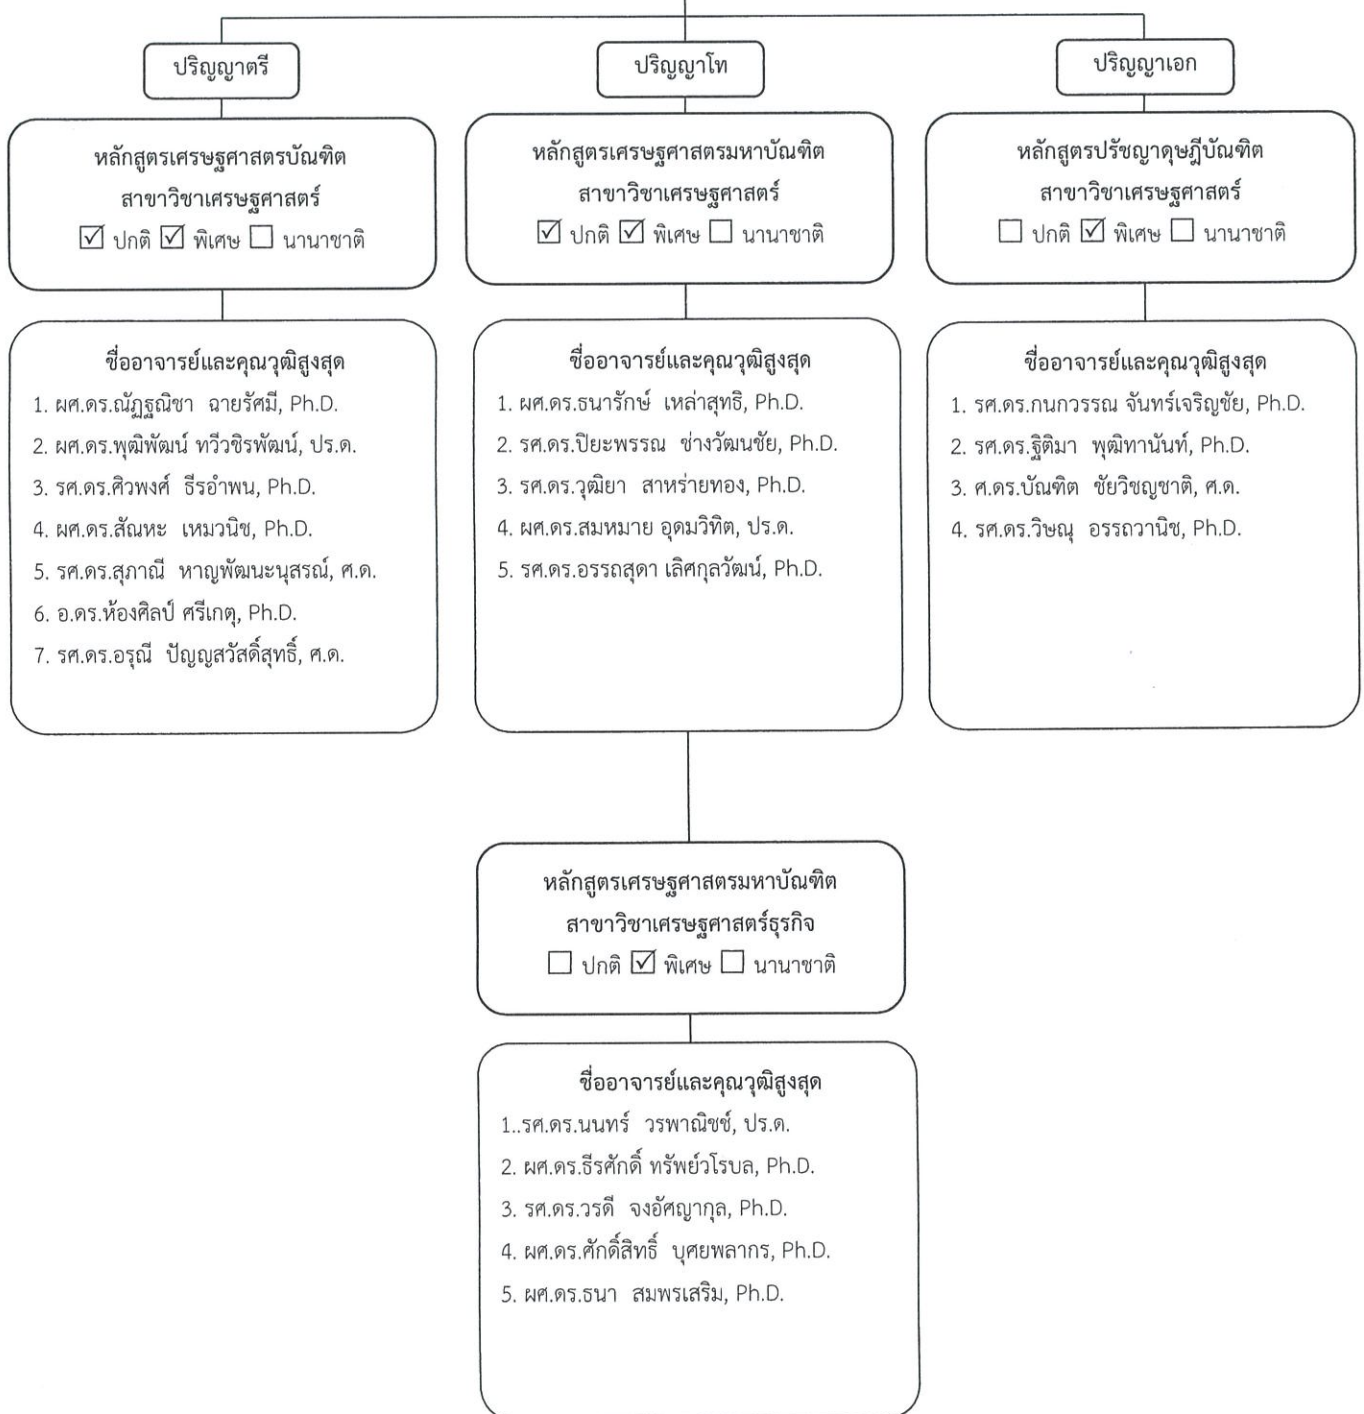 ปริญญาตรี
ปริญญาโท
ปริญญาเอก
หลักสูตรเศรษฐศาสตรบัณฑิต
สาขาวิชาเศรษฐศาสตร์
☑ ปกติ ☑ พิเศษ ☐ นานาชาติ
หลักสูตรเศรษฐศาสตรมหาบัณฑิต
สาขาวิชาเศรษฐศาสตร์
☑ ปกติ ☑ พิเศษ ☐ นานาชาติ
หลักสูตรปรัชญาดุษฎีบัณฑิต
สาขาวิชาเศรษฐศาสตร์
☐ ปกติ ☑ พิเศษ ☐ นานาชาติ
ชื่ออาจารย์และคุณวุฒิสูงสุด
1. ผศ.ดร.ณัฏฐณิชา ฉายรัศมี, Ph.D.
2. ผศ.ดร.พุฒิพัฒน์ ทวีวชิรพัฒน์, ปร.ด.
3. รศ.ดร.ศิวพงศ์ ธีรอำพน, Ph.D.
4. ผศ.ดร.สัณหะ เหมวนิช, Ph.D.
5. รศ.ดร.สุภาณี หาญพัฒนะนุสรณ์, ศ.ด.
6. อ.ดร.ห้องศิลป์ ศรีเกตุ, Ph.D.
7. รศ.ดร.อรุณี ปัญญสวัสดิ์สุทธิ์, ศ.ด.
ชื่ออาจารย์และคุณวุฒิสูงสุด
1. ผศ.ดร.ธนารักษ์ เหล่าสุทธิ, Ph.D.
2. รศ.ดร.ปิยะพรรณ ช่างวัฒนชัย, Ph.D.
3. รศ.ดร.วุฒิยา สาหร่ายทอง, Ph.D.
4. ผศ.ดร.สมหมาย อุดมวิทิต, ปร.ด.
5. รศ.ดร.อรรถสุดา เลิศกุลวัฒน์, Ph.D.
ชื่ออาจารย์และคุณวุฒิสูงสุด
1. รศ.ดร.กนกวรรณ จันทร์เจริญชัย, Ph.D.
2. รศ.ดร.ฐิติมา พุฒิทานันท์, Ph.D.
3. ศ.ดร.บัณฑิต ชัยวิชญชาติ, ศ.ด.
4. รศ.ดร.วิษณุ อรรถวานิช, Ph.D.
หลักสูตรเศรษฐศาสตรมหาบัณฑิต
สาขาวิชาเศรษฐศาสตร์ธุรกิจ
☐ ปกติ ☑ พิเศษ ☐ นานาชาติ
ชื่ออาจารย์และคุณวุฒิสูงสุด
1..รศ.ดร.นนทร์ วรพาณิชช์, ปร.ด.
2. ผศ.ดร.ธีรศักดิ์ ทรัพย์วโรบล, Ph.D.
3. รศ.ดร.วรดี จงอัศญากุล, Ph.D.
4. ผศ.ดร.ศักดิ์สิทธิ์ บุศยพลากร, Ph.D.
5. ผศ.ดร.ธนา สมพรเสริม, Ph.D.